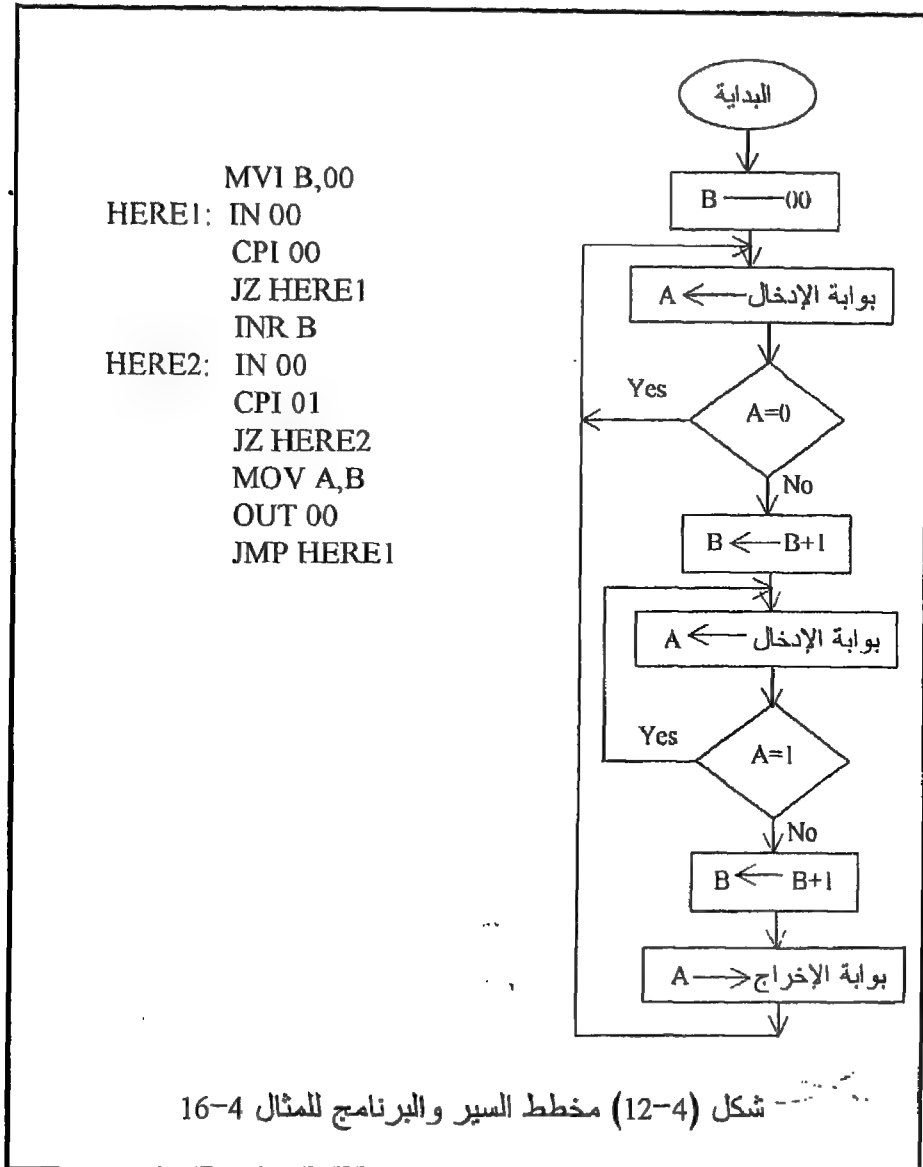 MVI B,00
HERE1: IN 00
CPI 00
JZ HERE1
INR B
HERE2: IN 00
CPI 01
JZ HERE2
MOV A,B
OUT 00
JMP HERE1
البداية
B —— 00
A ← بوابة الإدخال
A=0
Yes
No
B ← B+1
A ← بوابة الإدخال
A=1
Yes
No
B ← B+1
A → بوابة الإخراج
شكل (4-12) مخطط السير والبرنامج للمثال 4-16